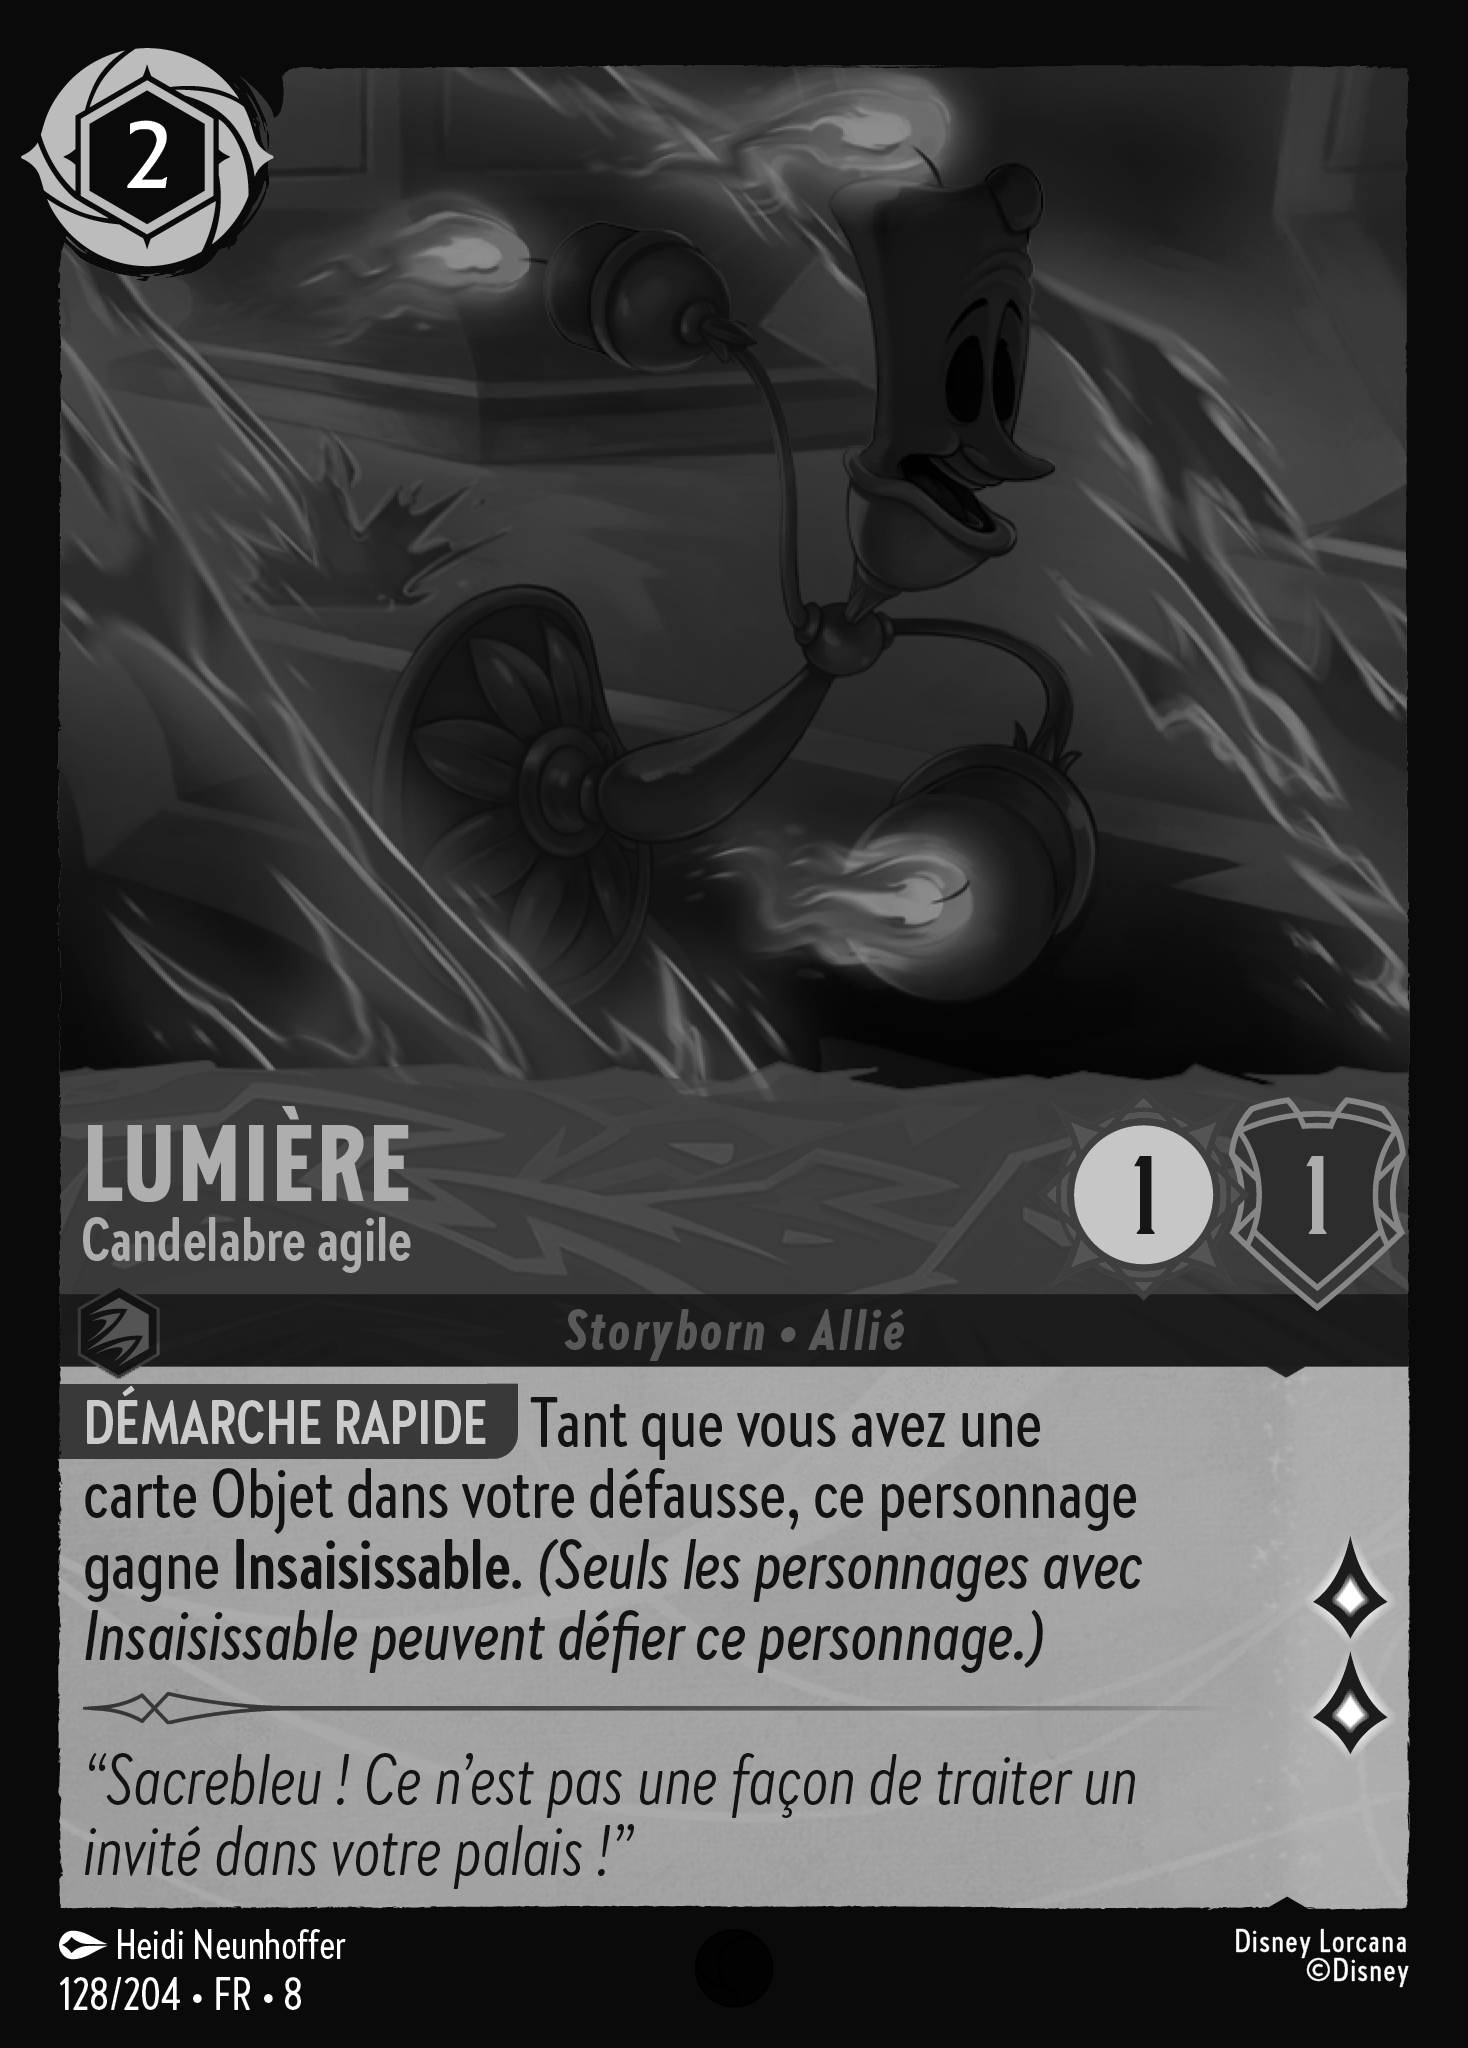 2
LUMIÈRE
Candelabre agile
1
1
Storyborn • Allié
DÉMARCHE RAPIDE Tant que vous avez une
carte Objet dans votre défausse, ce personnage
gagne Insaisissable. (Seuls les personnages avec
Insaisissable peuvent défier ce personnage.)
“Sacrebleu ! Ce n’est pas une façon de traiter un
invité dans votre palais !”
Heidi Neunhoffer
128/204 • FR • 8
Disney Lorcana
©Disney